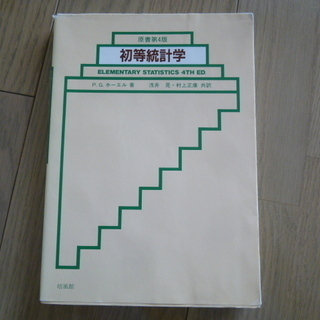 原書第4版
初等統計学
ELEMENTARY STATISTICS 4TH ED
P.G.ホーエル 著 浅井 晃・村上正康 共訳
培風館